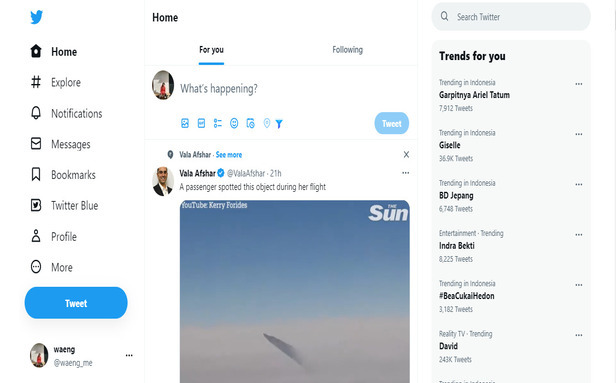 Home
Explore
Notifications
Messages
Bookmarks
Twitter Blue
Profile
More
Tweet
waeng
@waeng_me
Home
For you
Following
What's happening?
Tweet
Vala Afshar · See more
X
Vala Afshar @ValaAfshar · 21h
A passenger spotted this object during her flight
YouTube: Kerry Forides
THE Sun
Search Twitter
Trends for you
Trending in Indonesia
Garpitnya Ariel Tatum
7,912 Tweets
Trending in Indonesia
Giselle
36.9K Tweets
Trending in Indonesia
BD Jepang
6,748 Tweets
Entertainment · Trending
Indra Bekti
8,225 Tweets
Trending in Indonesia
#BeaCukaiHedon
3,182 Tweets
Reality TV · Trending
David
243K Tweets